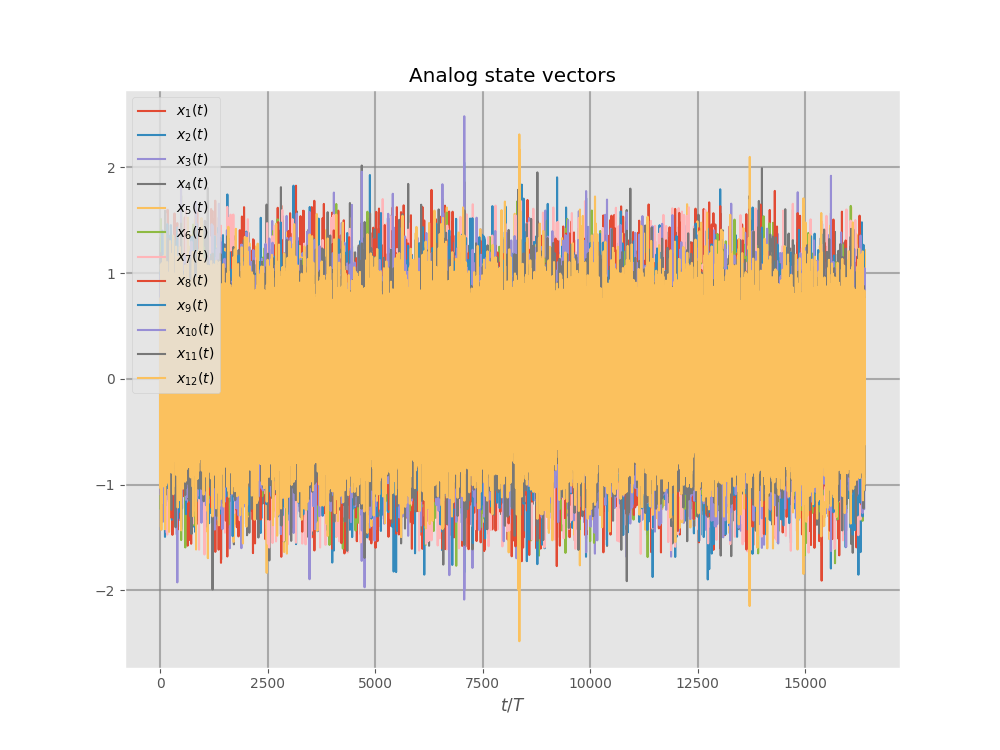 Analog state vectors
x₁(t)
x₂(t)
x₃(t)
x₄(t)
x₅(t)
x₆(t)
x₇(t)
x₈(t)
x₉(t)
x₁₀(t)
x₁₁(t)
x₁₂(t)
2
1
0
−1
−2
0 2500 5000 7500 10000 12500 15000
t/T